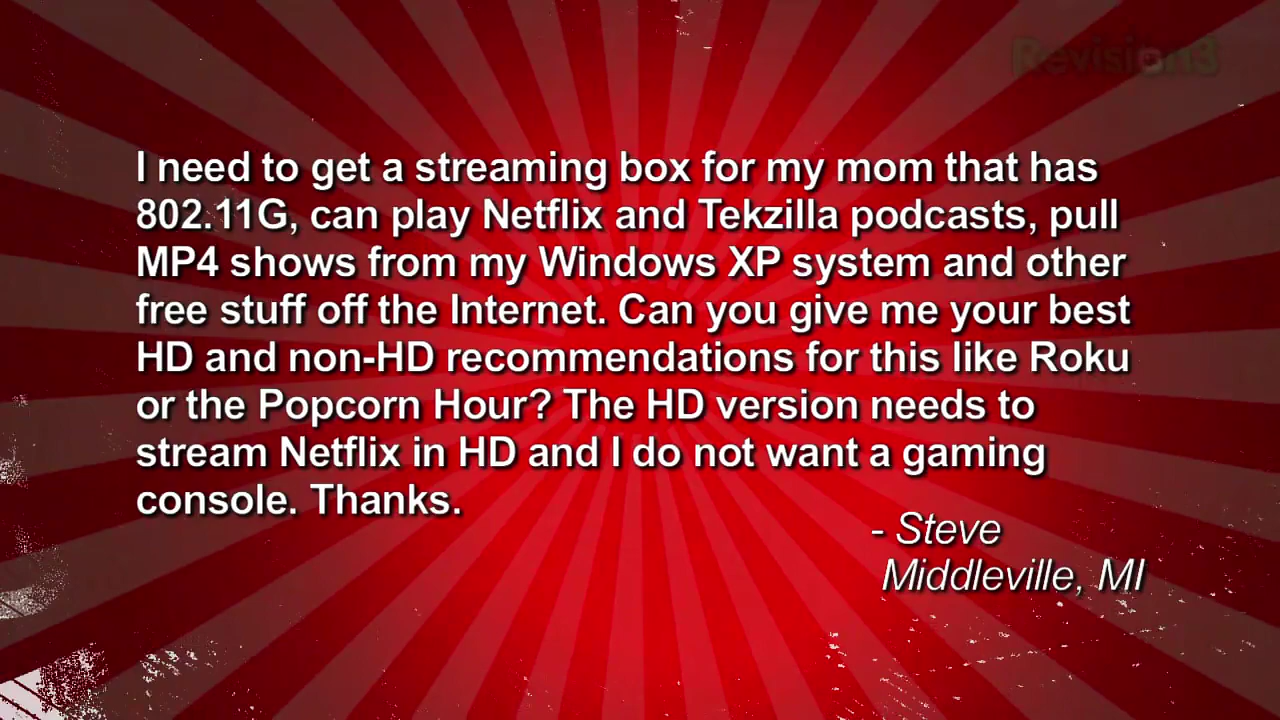 Revision3
I need to get a streaming box for my mom that has
802.11G, can play Netflix and Tekzilla podcasts, pull
MP4 shows from my Windows XP system and other
free stuff off the Internet. Can you give me your best
HD and non-HD recommendations for this like Roku
or the Popcorn Hour? The HD version needs to
stream Netflix in HD and I do not want a gaming
console. Thanks.
- Steve
Middleville, MI